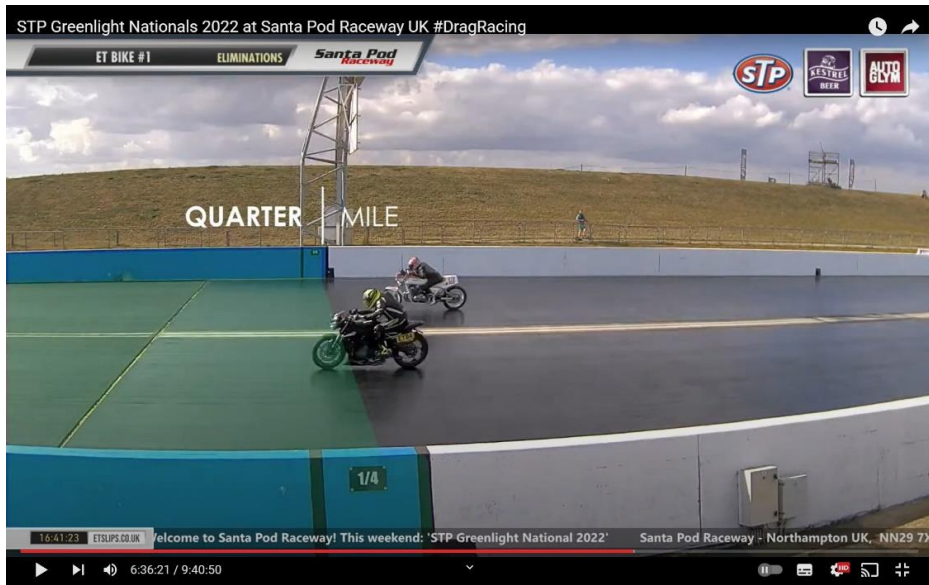 STP Greenlight Nationals 2022 at Santa Pod Raceway UK #DragRacing
ET BIKE #1 ELIMINATIONS Santa Pod Raceway
STP
KESTREL
BEER
AUTO
GLYM
QUARTER MILE
1/4
16:41:23 ETSLIPS.CO.UK elcome to Santa Pod Raceway! This weekend: 'STP Greenlight National 2022' Santa Pod Raceway - Northampton UK, NN29 7X
6:36:21 / 9:40:50
HD